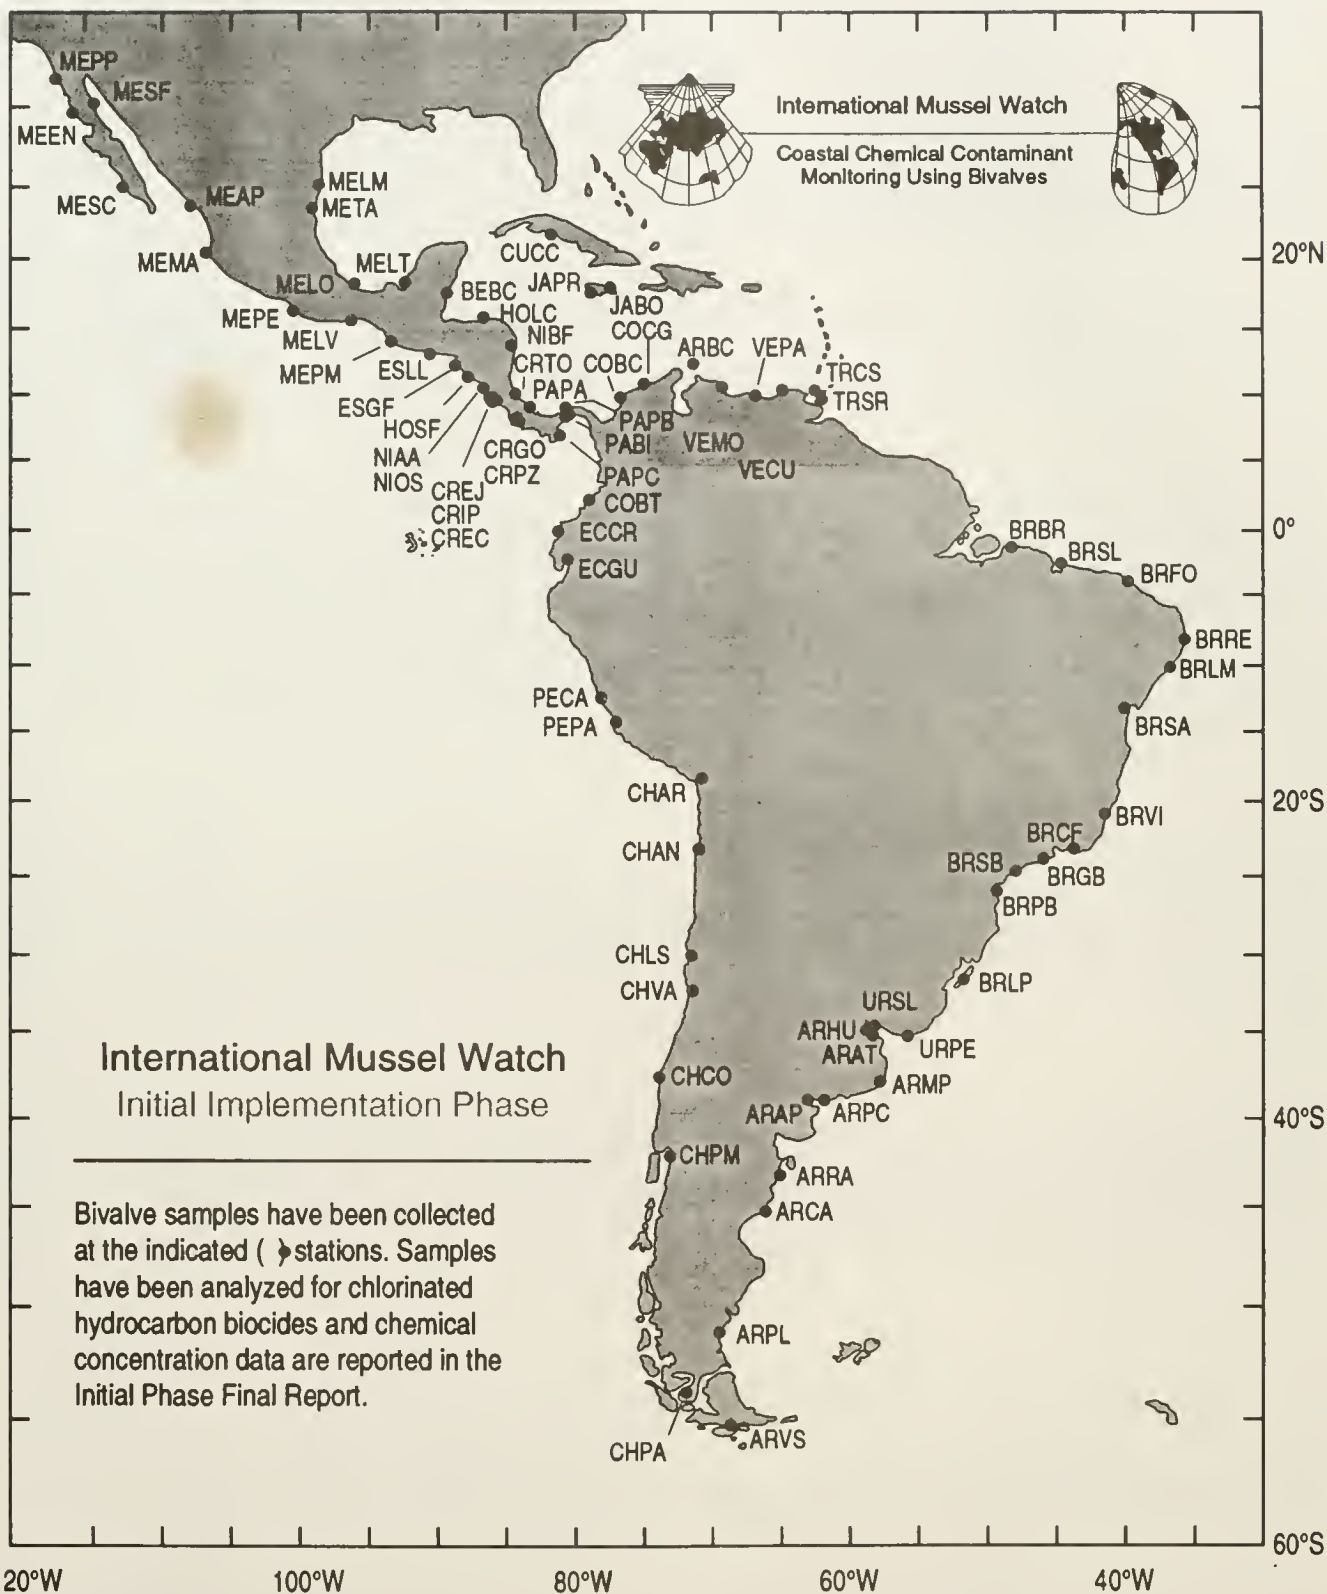 MEPP
MESF
International Mussel Watch
Coastal Chemical Contaminant
Monitoring Using Bivalves
MEEN
MESC
MEAP
MELM
META
MEMA
MELO
MELT
CUCC
20°N
BEBC
JAPR
JABO
MEPE
HOLC
COCG
MELV
NIBF
ARBC
VEPA
MEPM
ESLL
CRTO
COBC
TRCS
ESGF
PAPA
TRSR
HOSF
PAPB
NIAA
CRGO
PABI
VEMO
NIOS
CRPZ
PAPC
VECU
CREJ
CRIP
CREC
COBT
ECCR
0°
BRBR
BRSL
ECGU
BRFO
BRRE
BRLM
PECA
PEPA
BRSA
CHAR
20°S
BRVI
BRCF
CHAN
BRSB
BRGB
BRPB
CHLS
BRLP
CHVA
URSL
ARHU
URPE
ARAT
International Mussel Watch
Initial Implementation Phase
CHCO
ARMP
ARAP
ARPC
40°S
CHPM
ARRA
ARCA
Bivalve samples have been collected
at the indicated ( ) stations. Samples
have been analyzed for chlorinated
hydrocarbon biocides and chemical
concentration data are reported in the
Initial Phase Final Report.
ARPL
CHPA
ARVS
60°S
20°W
100°W
80°W
60°W
40°W